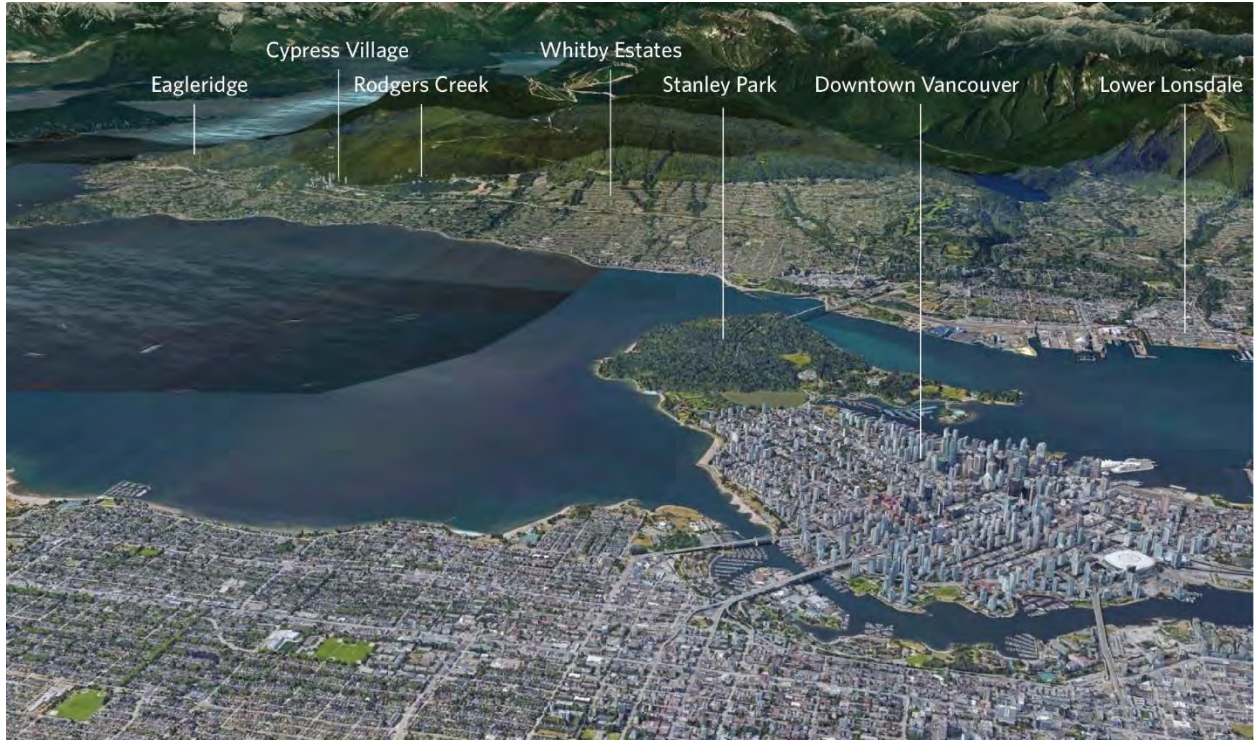 Cypress Village
Whitby Estates
Eagleridge
Rodgers Creek
Stanley Park
Downtown Vancouver
Lower Lonsdale